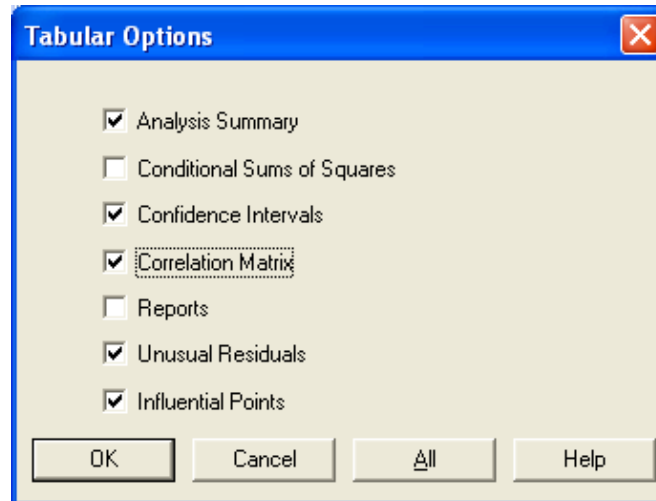 Tabular Options
Analysis Summary
Conditional Sums of Squares
Confidence Intervals
Correlation Matrix
Reports
Unusual Residuals
Influential Points
OK Cancel All Help